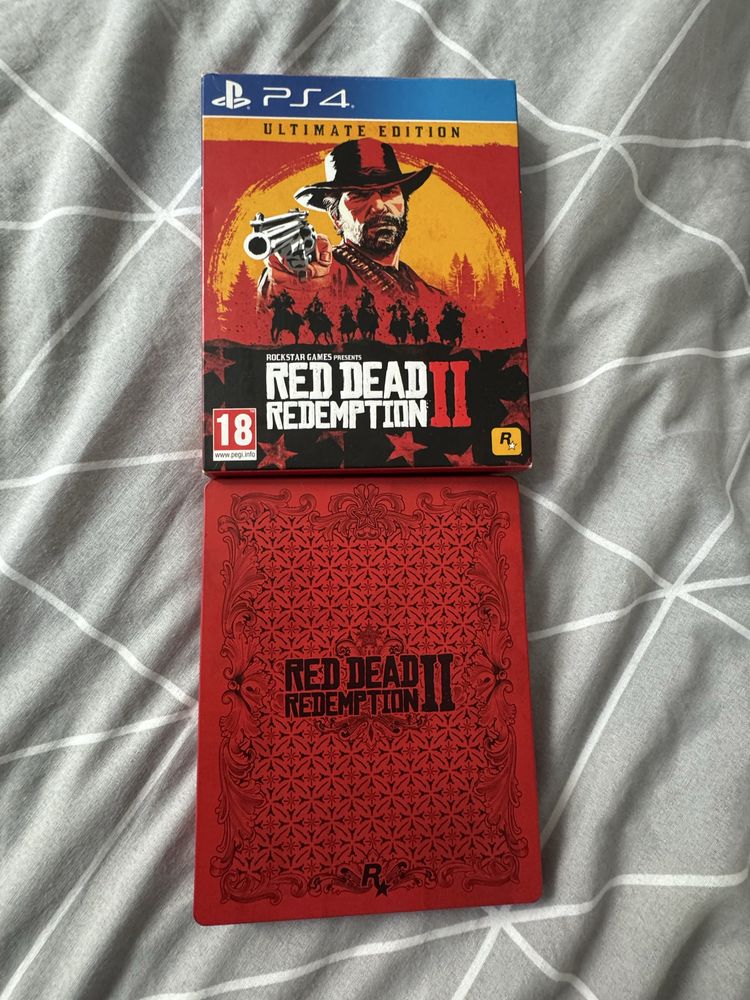 PS4
ULTIMATE EDITION
ROCKSTAR GAMES PRESENTS
RED DEAD
REDEMPTION II
18
www.pegi.info
R
RED DEAD
REDEMPTION II
R